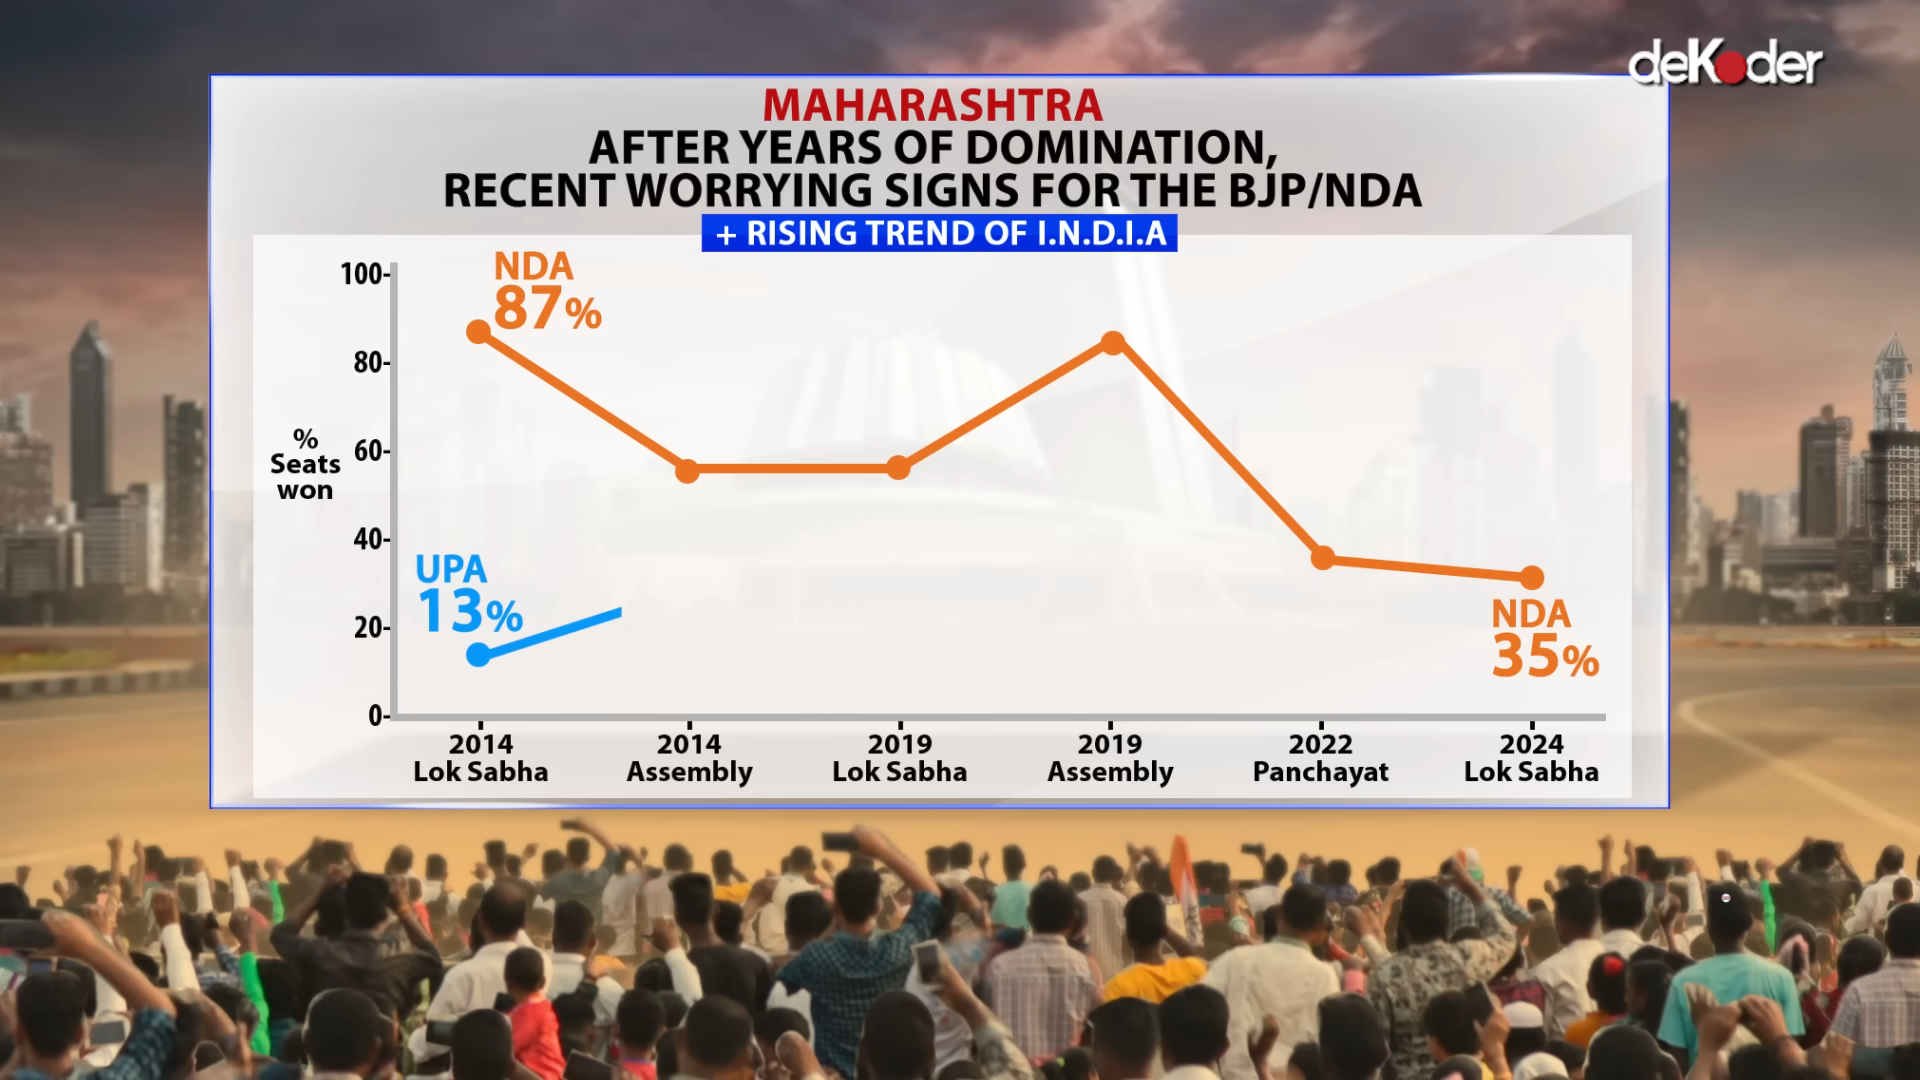 deKoder
MAHARASHTRA
AFTER YEARS OF DOMINATION,
RECENT WORRYING SIGNS FOR THE BJP/NDA
+ RISING TREND OF I.N.D.I.A
%
Seats
won
100
80
60
40
20
0
NDA
87%
UPA
13%
NDA
35%
2014
Lok Sabha
2014
Assembly
2019
Lok Sabha
2019
Assembly
2022
Panchayat
2024
Lok Sabha